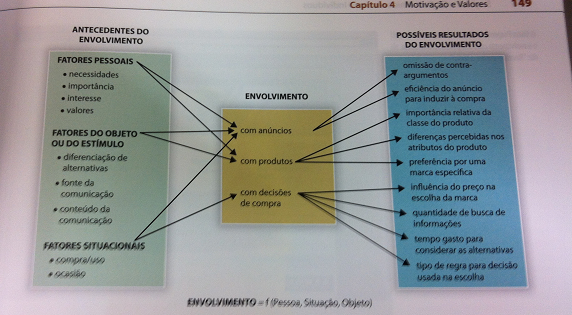 Capítulo 4 Motivação e Valores 149
ANTECEDENTES DO
ENVOLVIMENTO
FATORES PESSOAIS
• necessidades
• importância
• interesse
• valores
FATORES DO OBJETO
OU DO ESTÍMULO
• diferenciação de
alternativas
• fonte da
comunicação
• conteúdo da
comunicação
FATORES SITUACIONAIS
• compra/uso
• ocasião
ENVOLVIMENTO
com anúncios
com produtos
com decisões
de compra
POSSÍVEIS RESULTADOS
DO ENVOLVIMENTO
omissão de contra-
argumentos
eficiência do anúncio
para induzir à compra
importância relativa da
classe do produto
diferenças percebidas nos
atributos do produto
preferência por uma
marca específica
influência do preço na
escolha da marca
quantidade de busca de
informações
tempo gasto para
considerar as alternativas
tipo de regra para decisão
usada na escolha
ENVOLVIMENTO = f (Pessoa, Situação, Objeto)